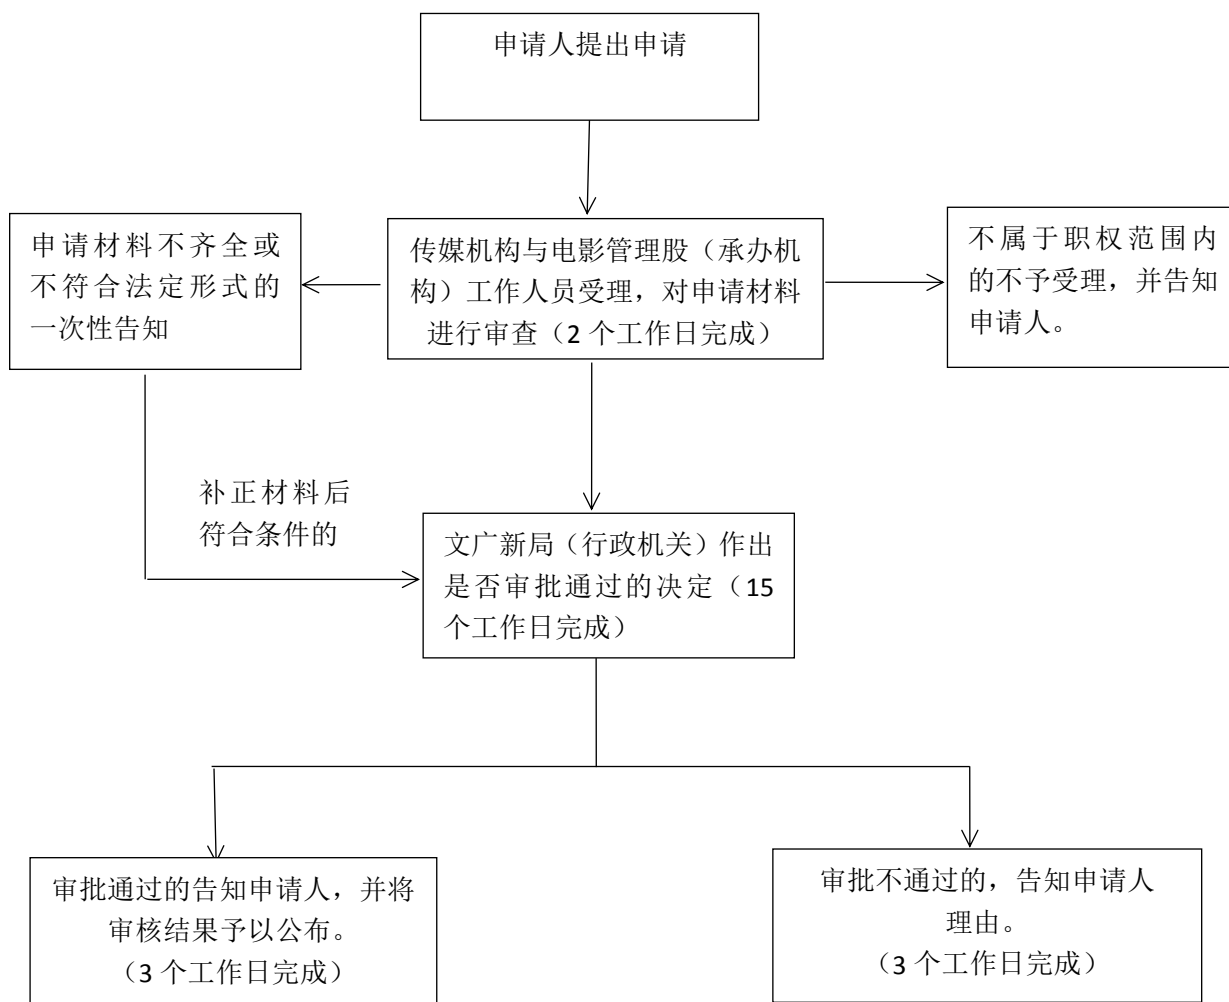 申请人提出申请
申请材料不齐全或
不符合法定形式的
一次性告知
传媒机构与电影管理股（承办机
构）工作人员受理，对申请材料
进行审查（2 个工作日完成）
不属于职权范围内
的不予受理，并告知
申请人。
补正材料后
符合条件的
文广新局（行政机关）作出
是否审批通过的决定（15
个工作日完成）
审批通过的告知申请人，并将
审核结果予以公布。
（3 个工作日完成）
审批不通过的，告知申请人
理由。
（3 个工作日完成）